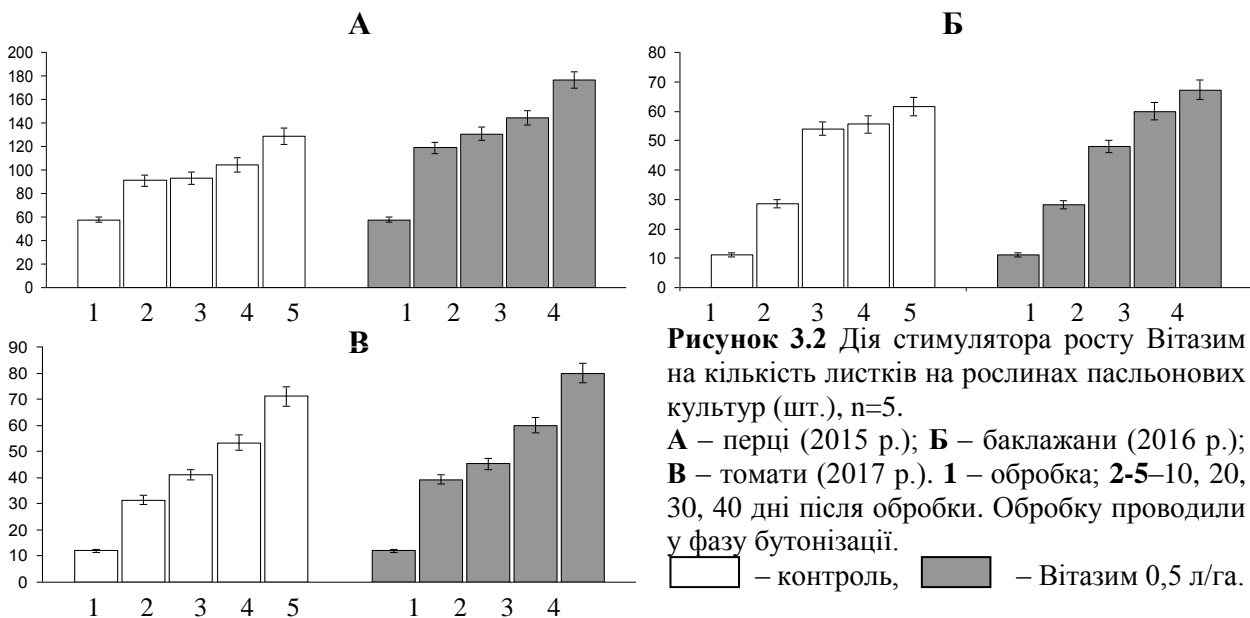 А
200
180
160
140
120
100
80
60
40
20
0
1 2 3 4 5 1 2 3 4
Б
80
70
60
50
40
30
20
10
0
1 2 3 4 5 1 2 3 4
В
90
80
70
60
50
40
30
20
10
0
1 2 3 4 5 1 2 3 4
Рисунок 3.2 Дія стимулятора росту Вітазим
на кількість листків на рослинах пасльонових
культур (шт.), n=5.
А – перці (2015 р.); Б – баклажани (2016 р.);
В – томати (2017 р.). 1 – обробка; 2-5–10, 20,
30, 40 дні після обробки. Обробку проводили
у фазу бутонізації.
– контроль, – Вітазим 0,5 л/га.